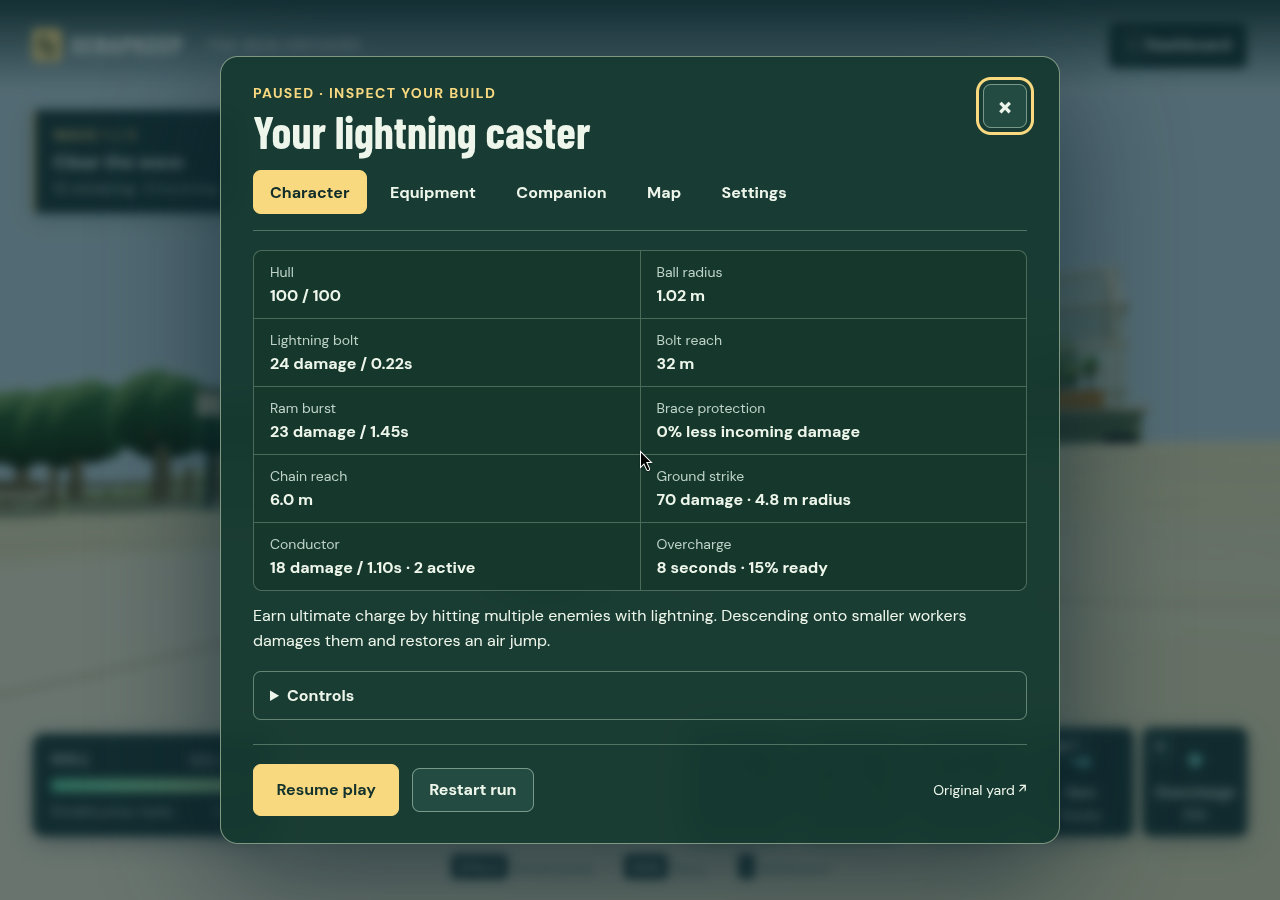 PAUSED · INSPECT YOUR BUILD
Your lightning caster
Character Equipment Companion Map Settings
Hull
100 / 100
Ball radius
1.02 m
Lightning bolt
24 damage / 0.22s
Bolt reach
32 m
Ram burst
23 damage / 1.45s
Brace protection
0% less incoming damage
Chain reach
6.0 m
Ground strike
70 damage · 4.8 m radius
Conductor
18 damage / 1.10s · 2 active
Overcharge
8 seconds · 15% ready
Earn ultimate charge by hitting multiple enemies with lightning. Descending onto smaller workers
damages them and restores an air jump.
Controls
Resume play
Restart run
Original yard ↗